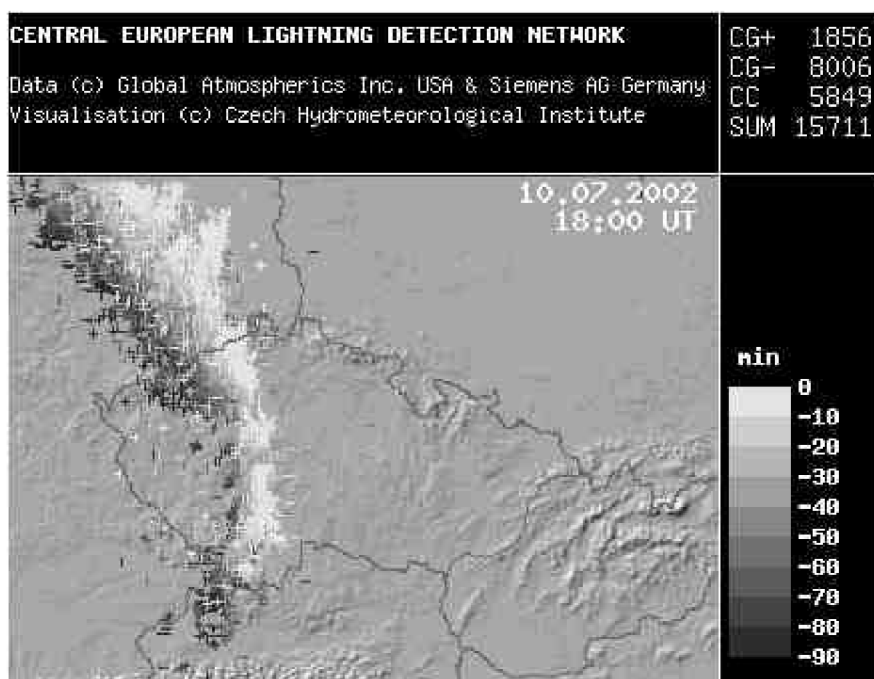 CENTRAL EUROPEAN LIGHTNING DETECTION NETWORK
Data (c) Global Atmospherics Inc. USA & Siemens AG Germany
Visualisation (c) Czech Hydrometeorological Institute
CG+ 1856
CG- 8006
CC 5849
SUM 15711
10.07.2002
18:00 UT
min
0
-10
-20
-30
-40
-50
-60
-70
-80
-90